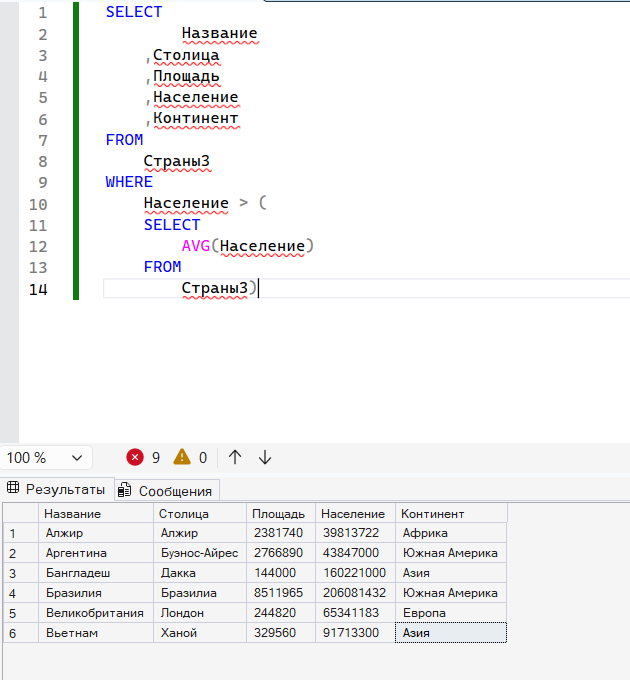 1 SELECT
2 Название
3 ,Столица
4 ,Площадь
5 ,Население
6 ,Континент
7 FROM
8 Страны3
9 WHERE
10 Население > (
11 SELECT
12 AVG(Население)
13 FROM
14 Страны3)
100 % 9 0
Результаты Сообщения
Название Столица Площадь Население Континент
1 Алжир Алжир 2381740 39813722 Африка
2 Аргентина Буэнос-Айрес 2766890 43847000 Южная Америка
3 Бангладеш Дакка 144000 160221000 Азия
4 Бразилия Бразилиа 8511965 206081432 Южная Америка
5 Великобритания Лондон 244820 65341183 Европа
6 Вьетнам Ханой 329560 91713300 Азия